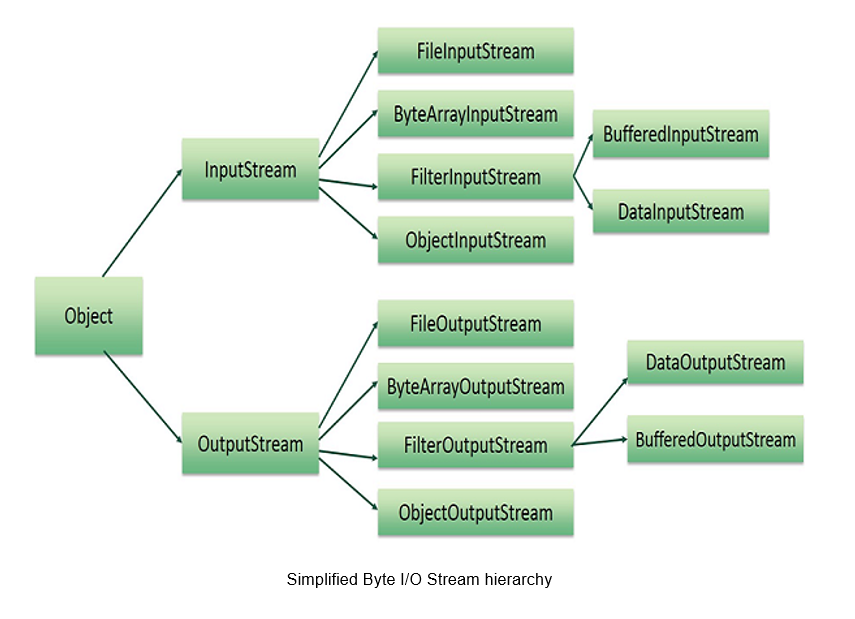 FileInputStream
ByteArrayInputStream
BufferedInputStream
InputStream
FilterInputStream
DataInputStream
ObjectInputStream
Object
FileOutputStream
DataOutputStream
ByteArrayOutputStream
OutputStream
FilterOutputStream
BufferedOutputStream
ObjectOutputStream
Simplified Byte I/O Stream hierarchy